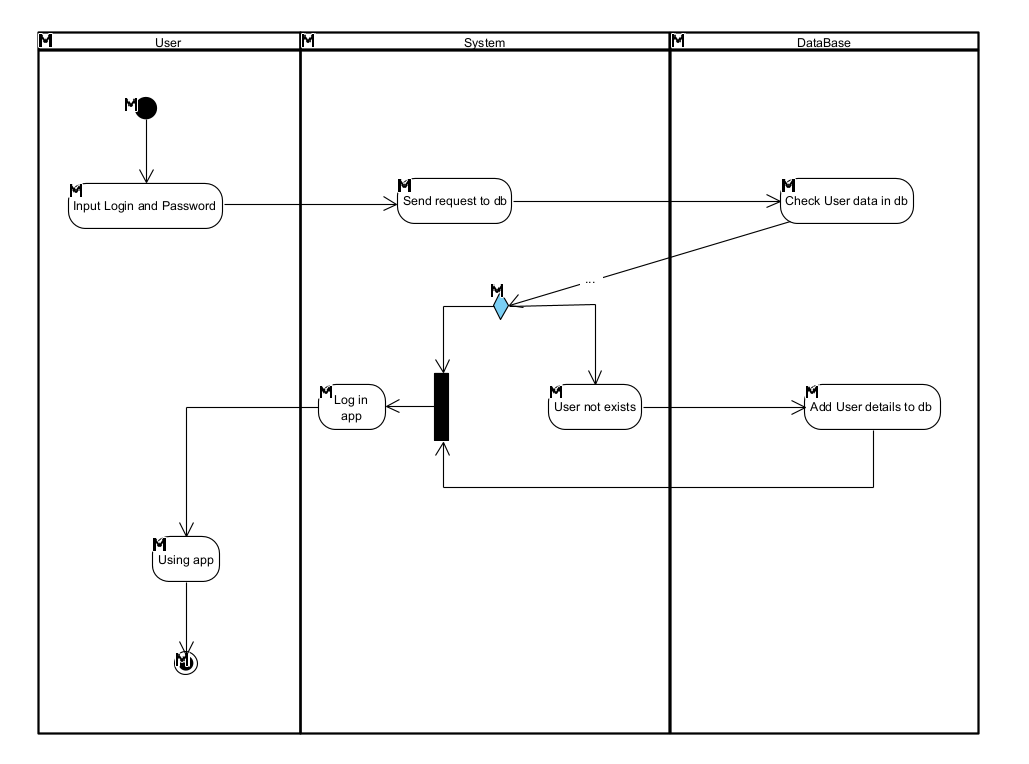 M User
M System
M DataBase
M
M
Input Login and Password
M
Send request to db
M
Check User data in db
...
M
M
Log in
app
M
User not exists
M
Add User details to db
M
Using app
M